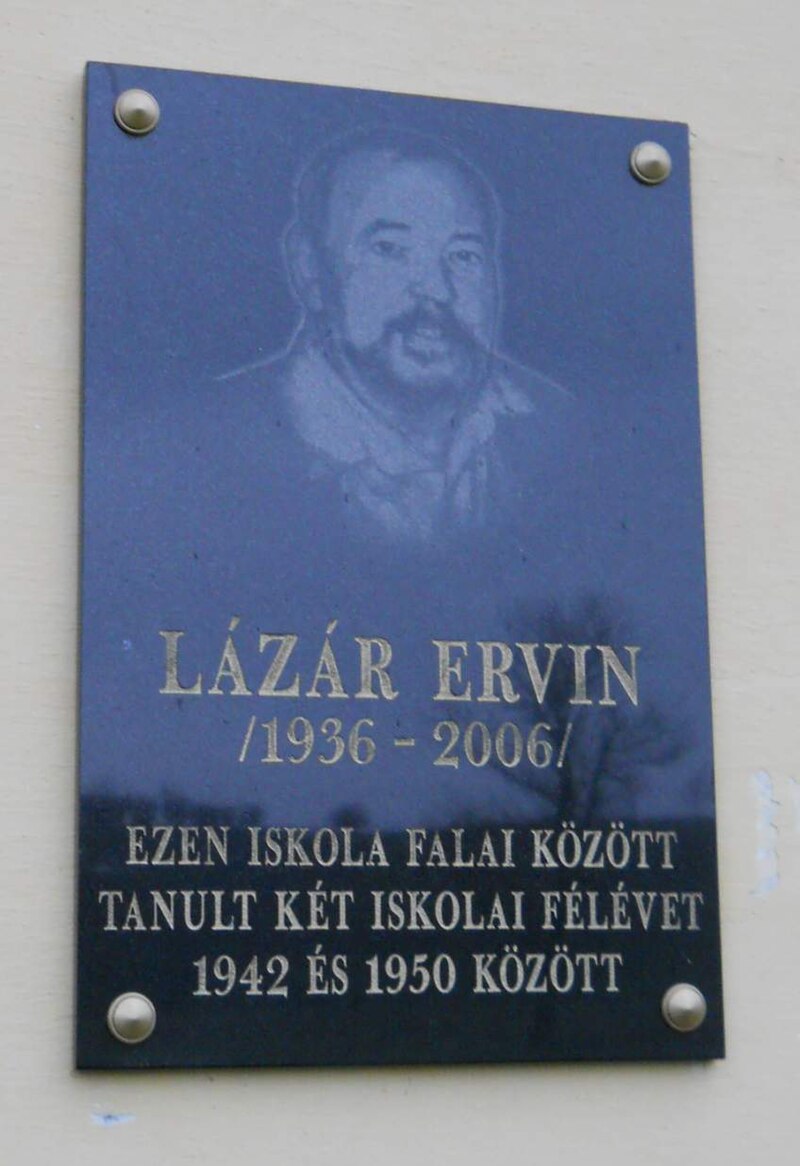 LÁZÁR ERVIN
/1936 - 2006/
EZEN ISKOLA FALAI KÖZÖTT
TANULT KÉT ISKOLAI FÉLÉVET
1942 ÉS 1950 KÖZÖTT